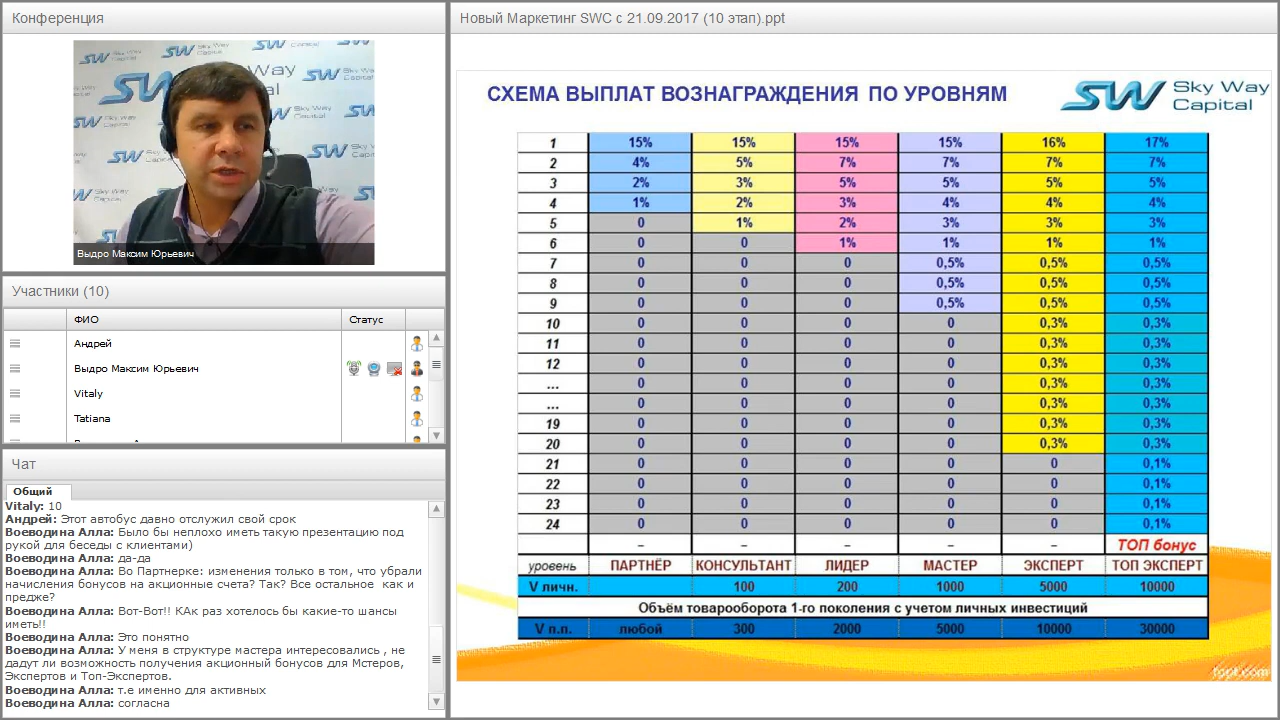 Конференция
Sky Way
Capital
Выдро Максим Юрьевич
Участники (10)
ФИО Статус
Андрей
Выдро Максим Юрьевич
Vitaly
Tatiana
Чат
Общий
Vitaly: 10
Андрей: Этот автобус давно отслужил свой срок
Воеводина Алла: Было бы неплохо иметь такую презентацию под
рукой для беседы с клиентами)
Воеводина Алла: да-да
Воеводина Алла: Во Партнерке: изменения только в том, что убрали
начисления бонусов на акционные счета? Так? Все остальное как и
предже?
Воеводина Алла: Вот-Вот!! КАк раз хотелось бы какие-то шансы
иметь!!
Воеводина Алла: Это понятно
Воеводина Алла: У меня в структуре мастера интересовались , не
дадут ли возможность получения акционный бонусов для Мстеров,
Экспертов и Топ-Экспертов.
Воеводина Алла: т.е именно для активных
Воеводина Алла: согласна
Новый Маркетинг SWC с 21.09.2017 (10 этап).ppt
СХЕМА ВЫПЛАТ ВОЗНАГРАЖДЕНИЯ ПО УРОВНЯМ
SW Sky Way
Capital
1 15% 15% 15% 15% 16% 17%
2 4% 5% 7% 7% 7% 7%
3 2% 3% 5% 5% 5% 5%
4 1% 2% 3% 4% 4% 4%
5 0 1% 2% 3% 3% 3%
6 0 0 1% 1% 1% 1%
7 0 0 0 0,5% 0,5% 0,5%
8 0 0 0 0,5% 0,5% 0,5%
9 0 0 0 0,5% 0,5% 0,5%
10 0 0 0 0 0,3% 0,3%
11 0 0 0 0 0,3% 0,3%
12 0 0 0 0 0,3% 0,3%
... 0 0 0 0 0,3% 0,3%
... 0 0 0 0 0,3% 0,3%
19 0 0 0 0 0,3% 0,3%
20 0 0 0 0 0,3% 0,3%
21 0 0 0 0 0 0,1%
22 0 0 0 0 0 0,1%
23 0 0 0 0 0 0,1%
24 0 0 0 0 0 0,1%
– – – – – ТОП бонус
уровень ПАРТНЁР КОНСУЛЬТАНТ ЛИДЕР МАСТЕР ЭКСПЕРТ ТОП ЭКСПЕРТ
V личн. 100 200 1000 5000 10000
Объём товарооборота 1-го поколения с учетом личных инвестиций
V п.п. любой 300 2000 5000 10000 30000
fppt.com